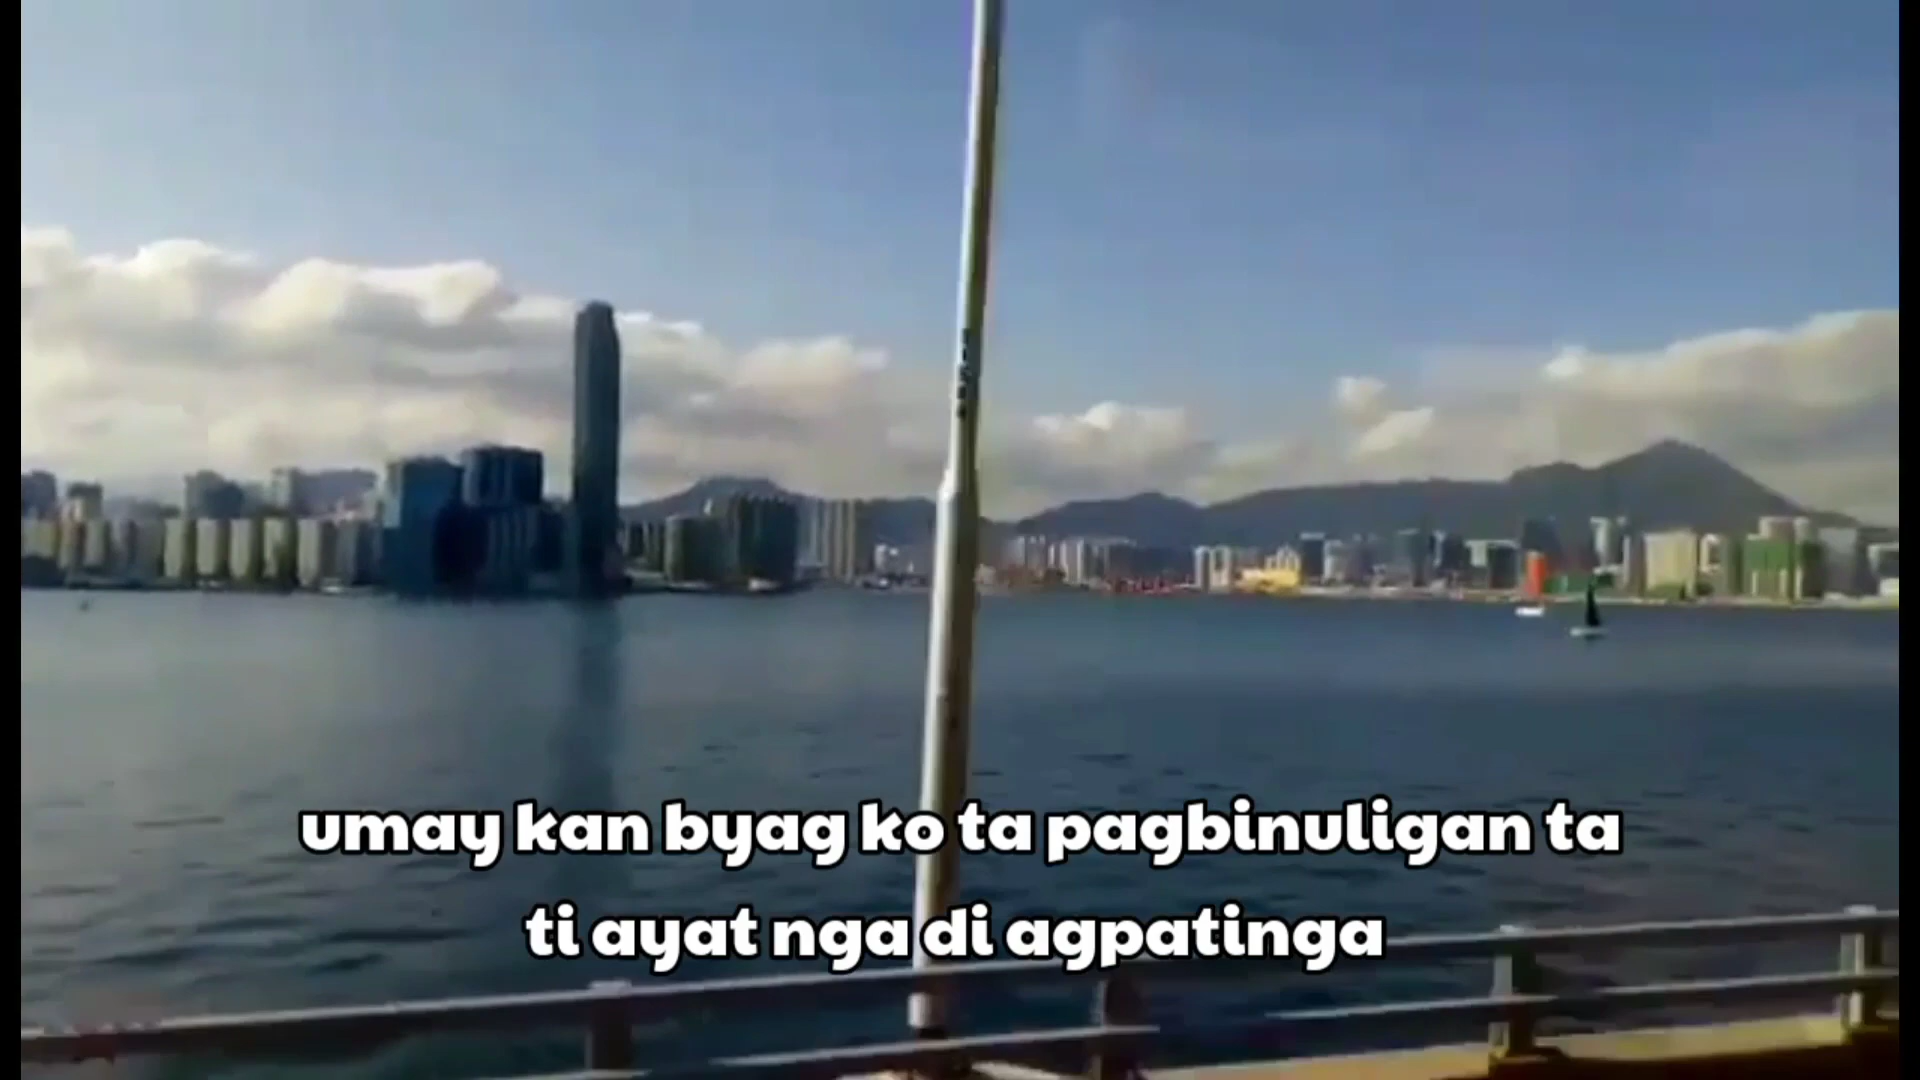 umay kan byag ko ta pagbinuligan ta
ti ayat nga di agpatinga